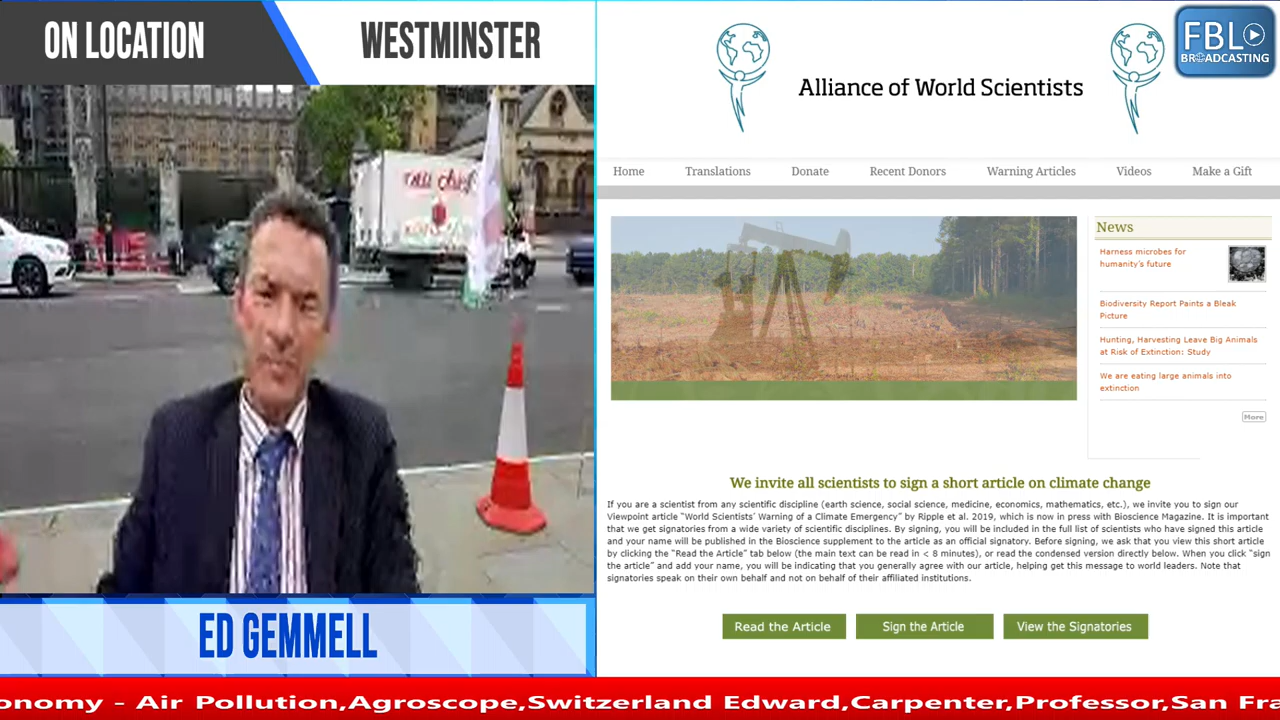 ON LOCATION
WESTMINSTER
FBL
BROADCASTING
Alliance of World Scientists
Home
Translations
Donate
Recent Donors
Warning Articles
Videos
Make a Gift
News
Harness microbes for
humanity's future
Biodiversity Report Paints a Bleak
Picture
Hunting, Harvesting Leave Big Animals
at Risk of Extinction: Study
We are eating large animals into
extinction
More
We invite all scientists to sign a short article on climate change
If you are a scientist from any scientific discipline (earth science, social science, medicine, economics, mathematics, etc.), we invite you to sign our
Viewpoint article "World Scientists' Warning of a Climate Emergency" by Ripple et al. 2019, which is now in press with Bioscience Magazine. It is important
that we get signatories from a wide variety of scientific disciplines. By signing, you will be included in the full list of scientists who have signed this article
and your name will be published in the Bioscience supplement to the article as an official signatory. Before signing, we ask that you view this short article
by clicking the "Read the Article" tab below (the main text can be read in < 8 minutes), or read the condensed version directly below. When you click "sign
the article" and add your name, you will be indicating that you generally agree with our article, helping get this message to world leaders. Note that
signatories speak on their own behalf and not on behalf of their affiliated institutions.
Read the Article
Sign the Article
View the Signatories
ED GEMMELL
onomy - Air Pollution,Agroscope,Switzerland Edward,Carpenter,Professor,San Fra